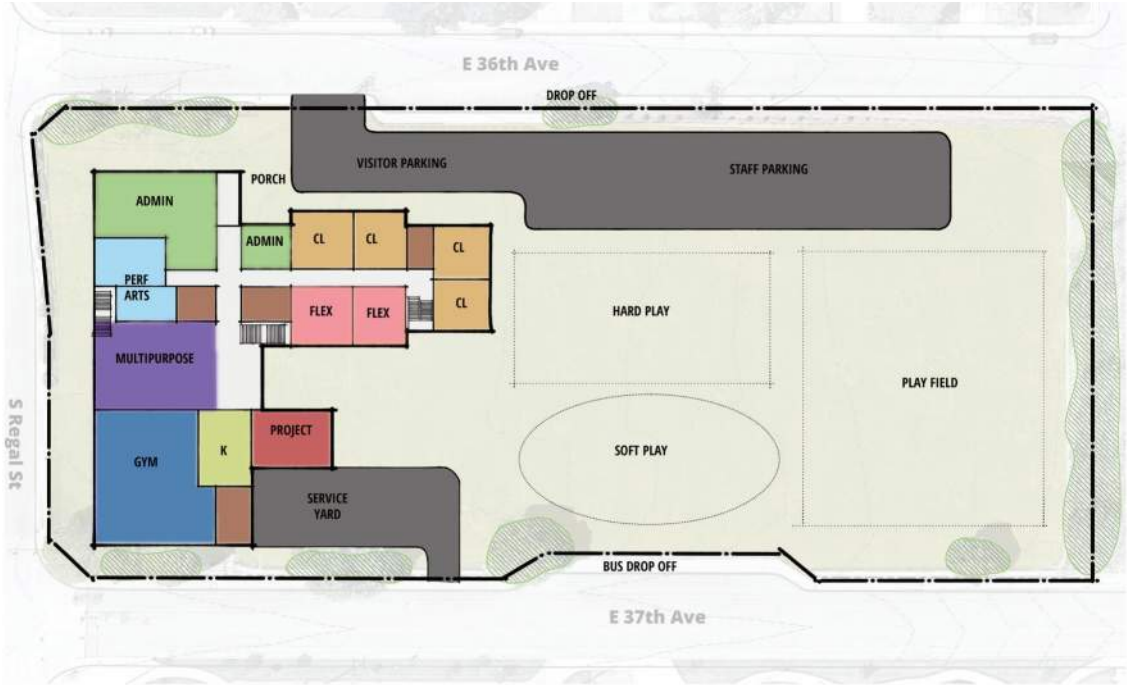 E 36th Ave
DROP OFF
VISITOR PARKING
STAFF PARKING
PORCH
ADMIN
ADMIN
CL
CL
CL
PERF
ARTS
FLEX
FLEX
CL
HARD PLAY
MULTIPURPOSE
PLAY FIELD
S Regal St
PROJECT
K
GYM
SOFT PLAY
SERVICE
YARD
BUS DROP OFF
E 37th Ave